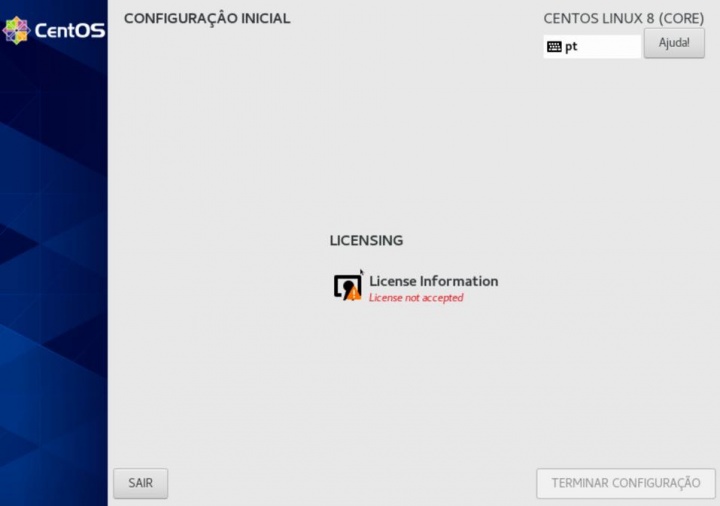 CentOS
CONFIGURAÇÃO INICIAL
CENTOS LINUX 8 (CORE)
pt
Ajuda!
LICENSING
License Information
License not accepted
SAIR
TERMINAR CONFIGURAÇÃO